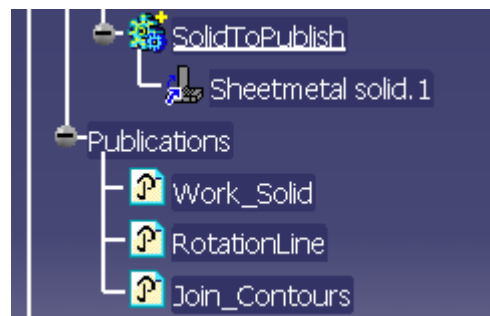 SolidToPublish
Sheetmetal solid.1
Publications
Work_Solid
RotationLine
Join_Contours